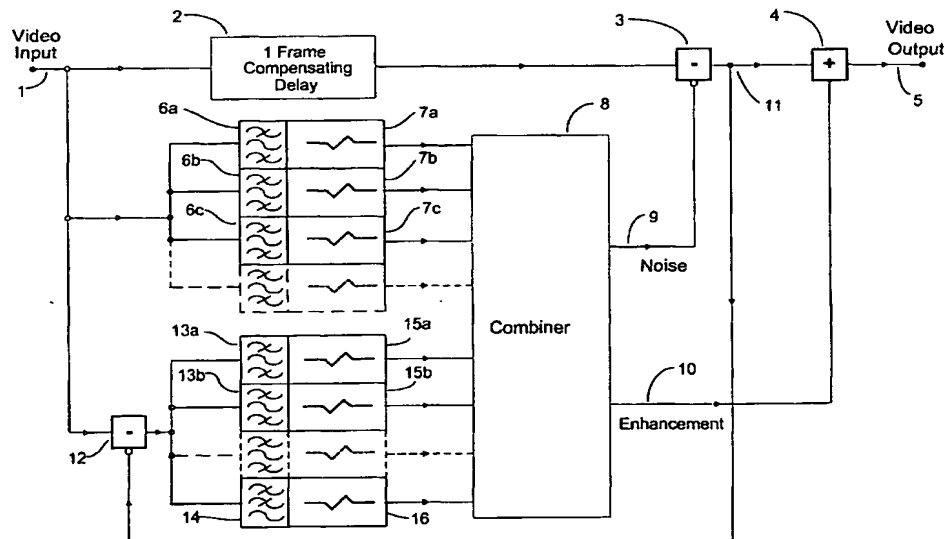 Video
Input
1
2
1 Frame
Compensating
Delay
3
-
4
+
Video
Output
5
11
6a
7a
6b
7b
6c
7c
8
Combiner
9
Noise
10
Enhancement
13a
15a
13b
15b
12
-
14
16